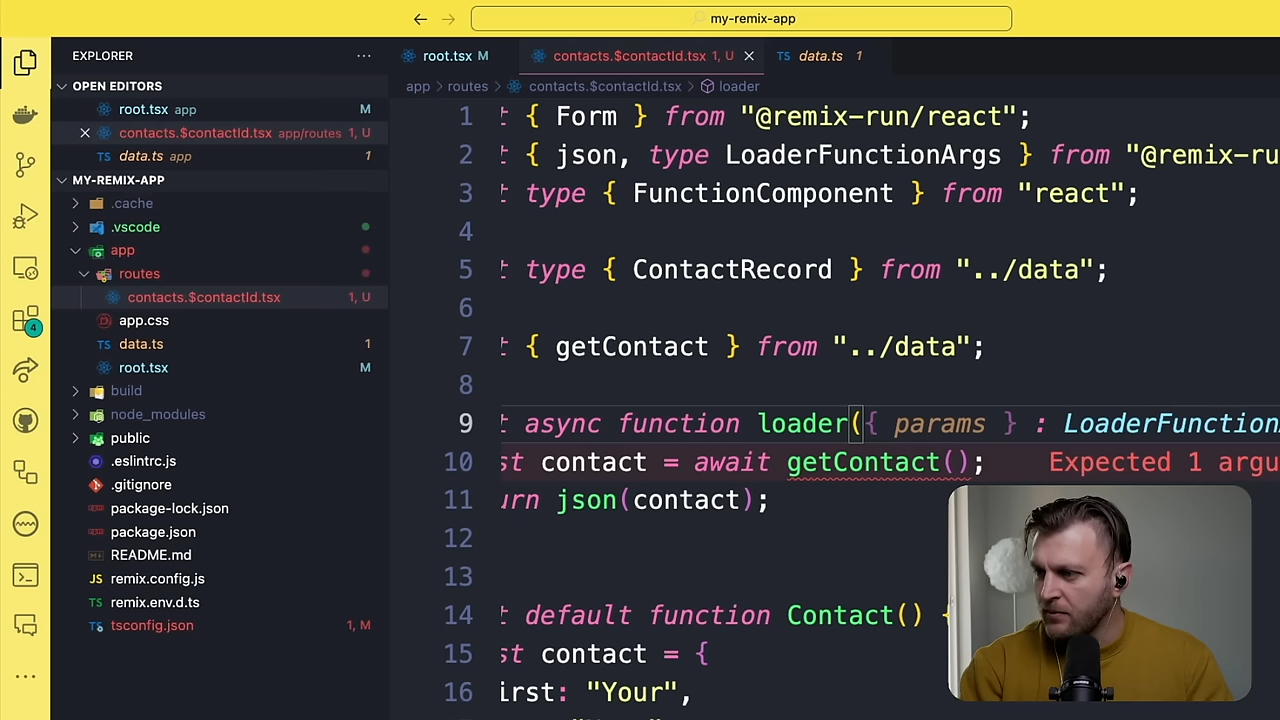 my-remix-app
EXPLORER
OPEN EDITORS
root.tsx app M
contacts.$contactId.tsx app/routes 1, U
data.ts app 1
MY-REMIX-APP
.cache
.vscode
app
routes
contacts.$contactId.tsx 1, U
app.css
TS data.ts 1
root.tsx M
build
node_modules
public
.eslintrc.js
.gitignore
package-lock.json
package.json
README.md
JS remix.config.js
TS remix.env.d.ts
tsconfig.json 1, M
4
root.tsx M
contacts.$contactId.tsx 1, U
TS data.ts 1
app > routes > contacts.$contactId.tsx > loader
1 t { Form } from "@remix-run/react";
2 t { json, type LoaderFunctionArgs } from "@remix-ru
3 t type { FunctionComponent } from "react";
4
5 t type { ContactRecord } from "../data";
6
7 t { getContact } from "../data";
8
9 t async function loader({ params } : LoaderFunction
10 st contact = await getContact(); Expected 1 argu
11 urn json(contact);
12
13
14 t default function Contact() {
15 st contact = {
16 irst: "Your",